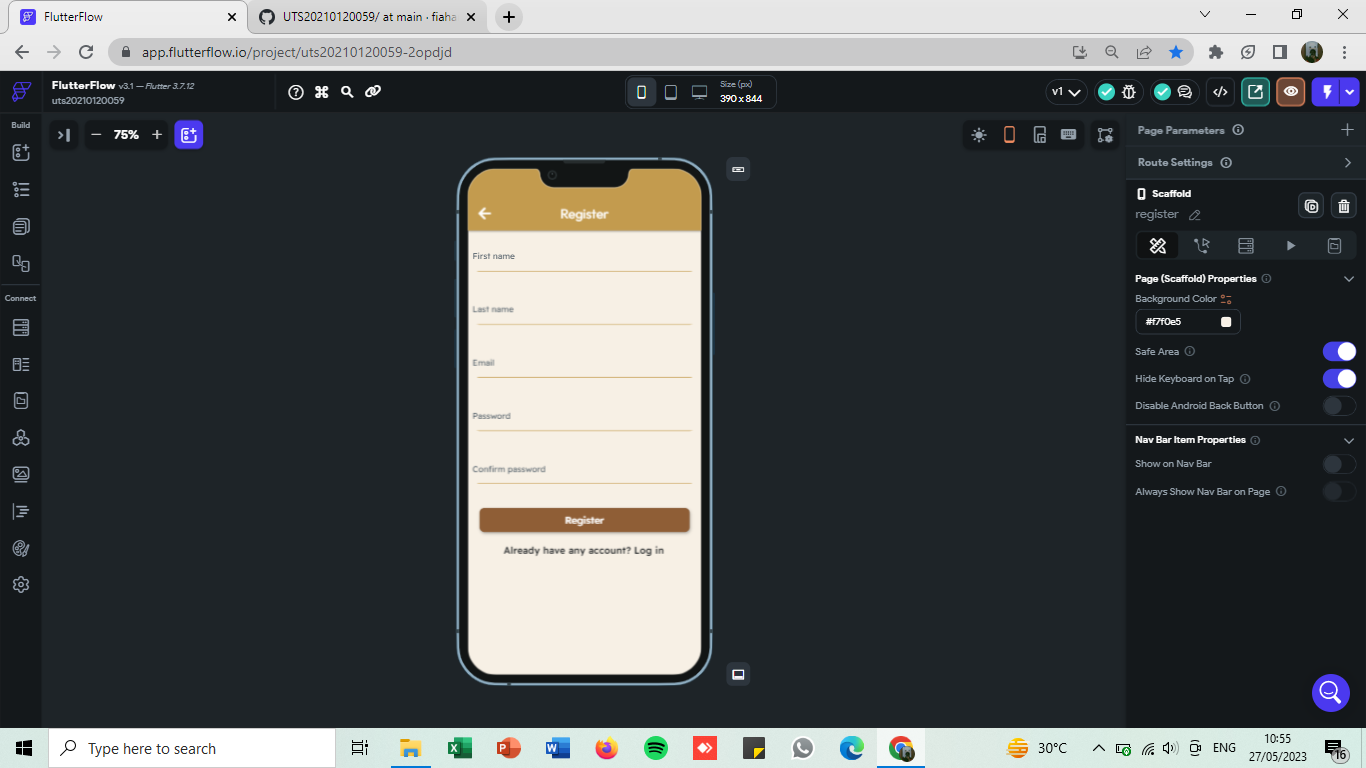 FlutterFlow
UTS20210120059/ at main · fiaha
app.flutterflow.io/project/uts20210120059-2opdjd
FlutterFlow v3.1 — Flutter 3.7.12
uts20210120059
Size (px)
390 x 844
v1
Build
75%
Connect
Register
First name
Last name
Email
Password
Confirm password
Register
Already have any account? Log in
Page Parameters
Route Settings
Scaffold
register
Page (Scaffold) Properties
Background Color
#f7f0e5
Safe Area
Hide Keyboard on Tap
Disable Android Back Button
Nav Bar Item Properties
Show on Nav Bar
Always Show Nav Bar on Page
Type here to search
30°C
ENG
10:55
27/05/2023
16